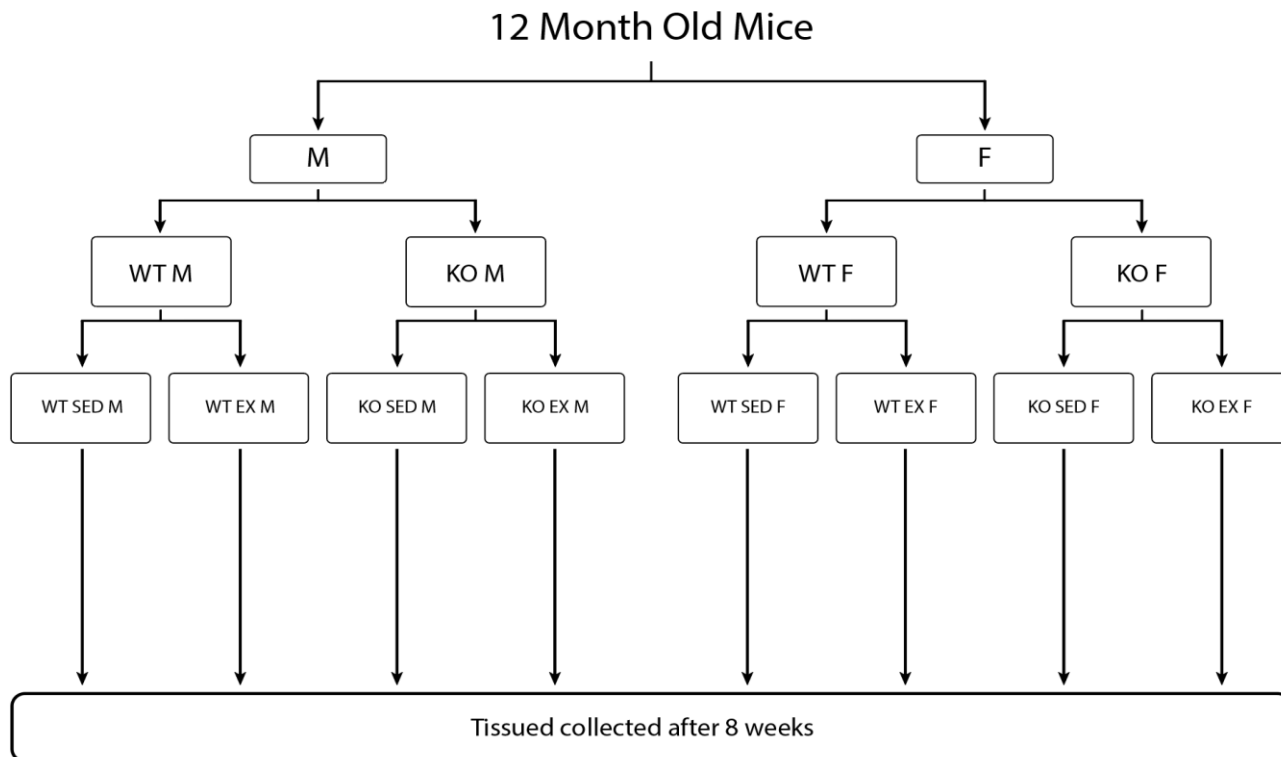 12 Month Old Mice
M
F
WT M
KO M
WT F
KO F
WT SED M
WT EX M
KO SED M
KO EX M
WT SED F
WT EX F
KO SED F
KO EX F
Tissued collected after 8 weeks